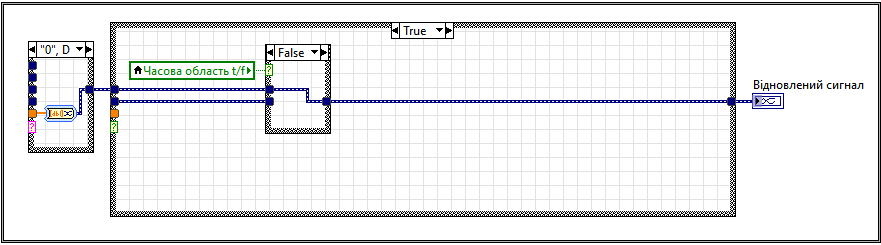 True
"0", D
False
Часова область t/f
Відновлений сигнал
?
?
?